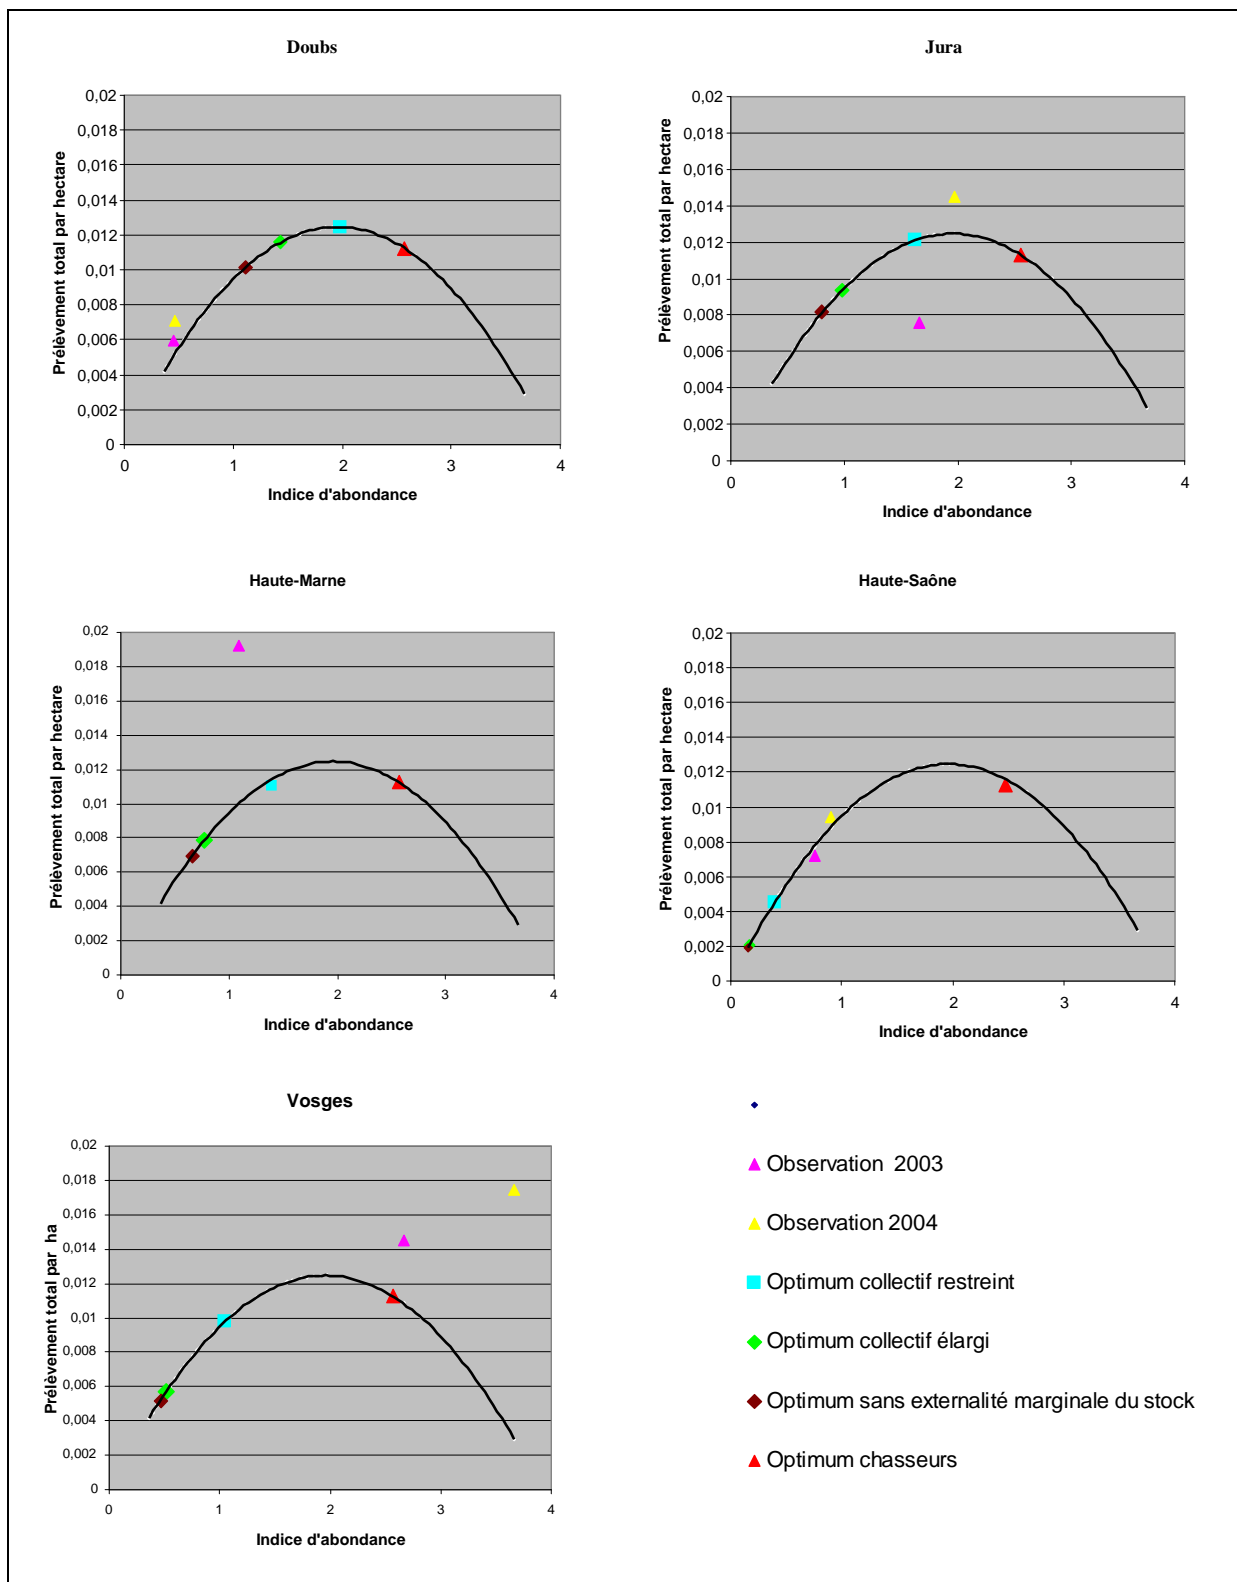 Doubs
Prélèvement total par hectare
0,02
0,018
0,016
0,014
0,012
0,01
0,008
0,006
0,004
0,002
0
0 1 2 3 4
Indice d'abondance
Jura
Prélèvement total par hectare
0,02
0,018
0,016
0,014
0,012
0,01
0,008
0,006
0,004
0,002
0
0 1 2 3 4
Indice d'abondance
Haute-Marne
Prélèvement total par hectare
0,02
0,018
0,016
0,014
0,012
0,01
0,008
0,006
0,004
0,002
0
0 1 2 3 4
Indice d'abondance
Haute-Saône
Prélèvement total par hectare
0,02
0,018
0,016
0,014
0,012
0,01
0,008
0,006
0,004
0,002
0
0 1 2 3 4
Indice d'abondance
Vosges
Prélèvement total par ha
0,02
0,018
0,016
0,014
0,012
0,01
0,008
0,006
0,004
0,002
0
0 1 2 3 4
Indice d'abondance
Observation 2003
Observation 2004
Optimum collectif restreint
Optimum collectif élargi
Optimum sans externalité marginale du stock
Optimum chasseurs